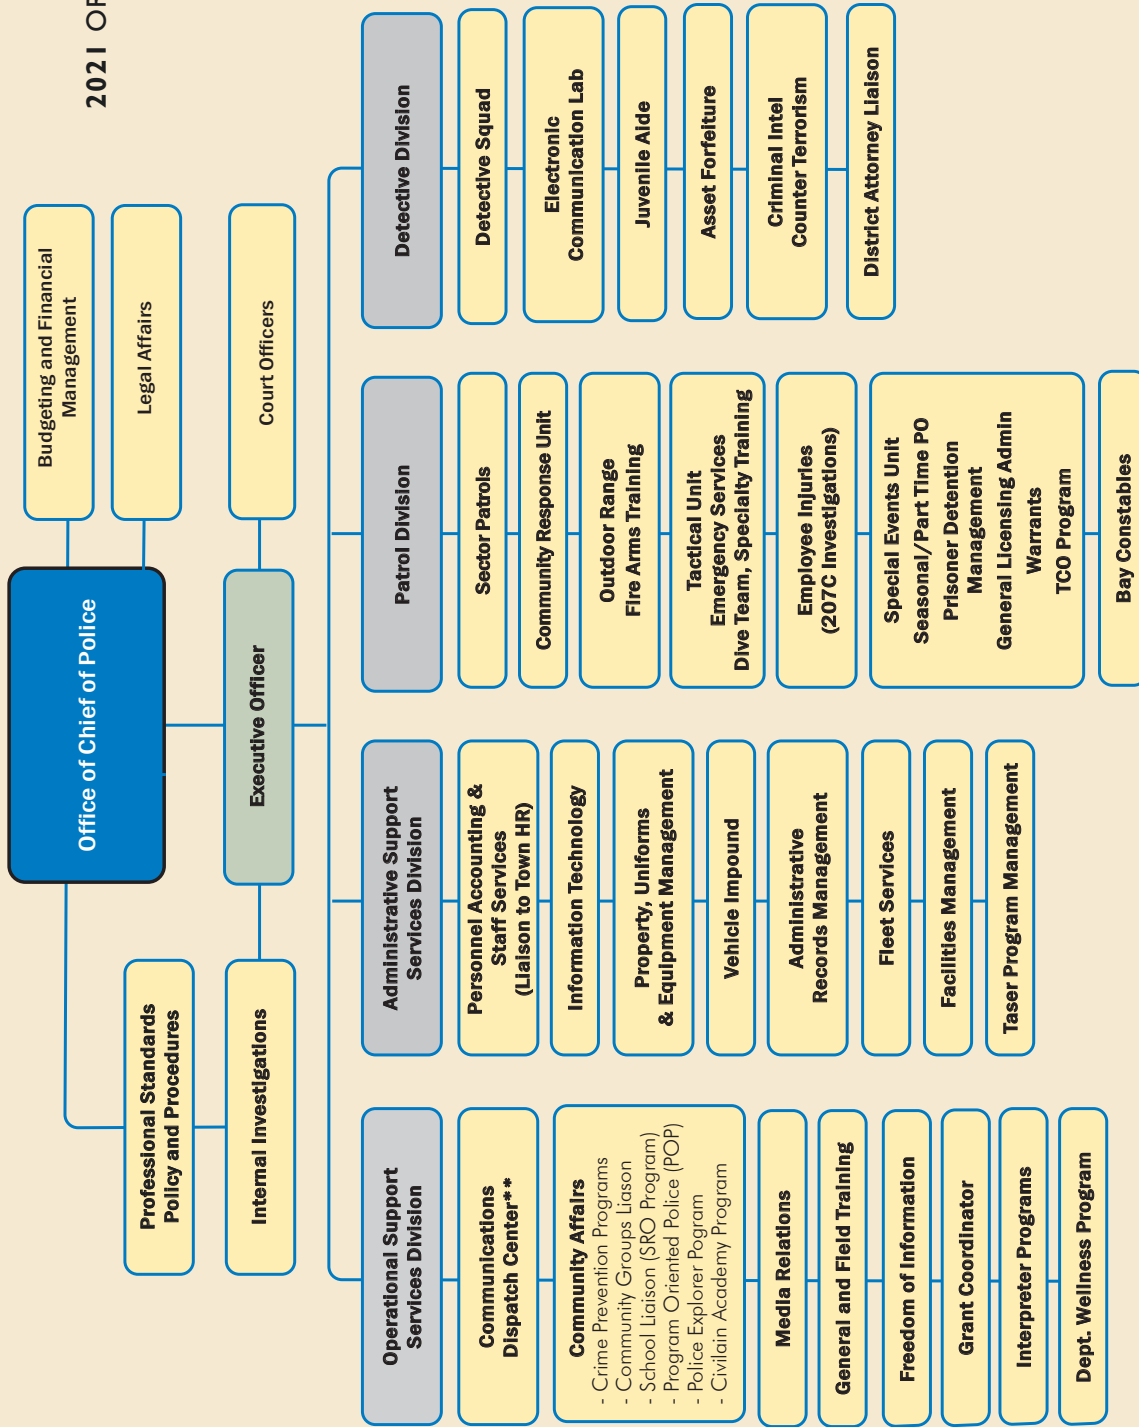 2021 OR
Office of Chief of Police
Budgeting and Financial
Management
Legal Affairs
Professional Standards
Policy and Procedures
Internal Investigations
Executive Officer
Court Officers
Operational Support
Services Division
Communications
Dispatch Center**
Community Affairs
- Crime Prevention Programs
- Community Groups Liason
- School Liaison (SRO Program)
- Program Oriented Police (POP)
- Police Explorer Pogram
- Civilain Academy Program
Media Relations
General and Field Training
Freedom of Information
Grant Coordinator
Interpreter Programs
Dept. Wellness Program
Administrative Support
Services Division
Personnel Accounting &
Staff Services
(Liaison to Town HR)
Information Technology
Property, Uniforms
& Equipment Management
Vehicle Impound
Administrative
Records Management
Fleet Services
Facilities Management
Taser Program Management
Patrol Division
Sector Patrols
Community Response Unit
Outdoor Range
Fire Arms Training
Tactical Unit
Emergency Services
Dive Team, Specialty Training
Employee Injuries
(207C Investigations)
Special Events Unit
Seasonal/Part Time PO
Prisoner Detention
Management
General Licensing Admin
Warrants
TCO Program
Bay Constables
Detective Division
Detective Squad
Electronic
Communication Lab
Juvenile Aide
Asset Forfeiture
Criminal Intel
Counter Terrorism
District Attorney Liaison